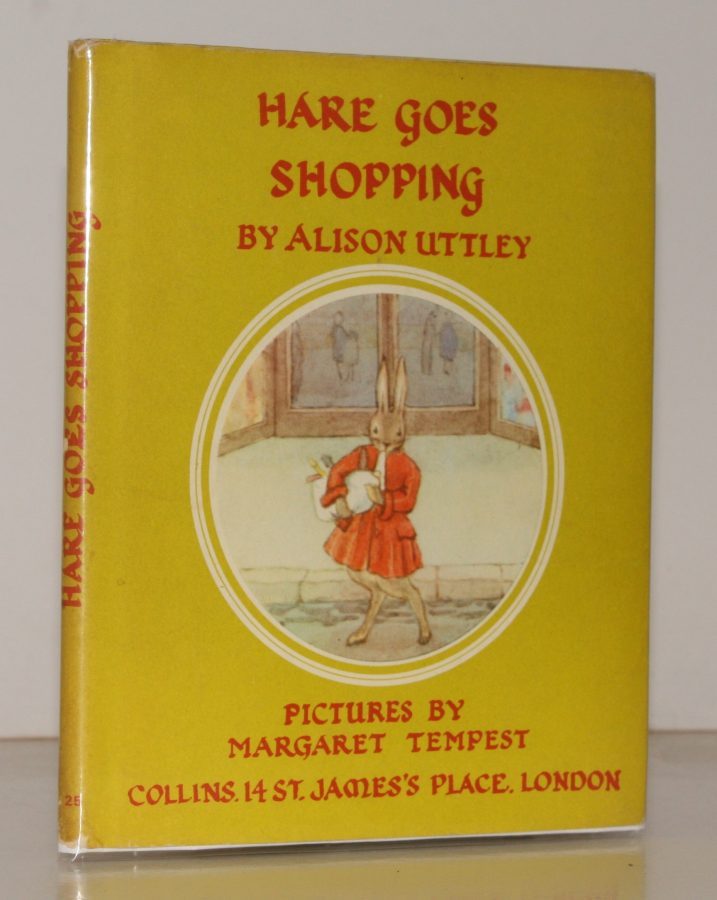 HARE GOES
SHOPPING
BY ALISON UTTLEY
PICTURES BY
MARGARET TEMPEST
COLLINS. 14 ST. JAMES'S PLACE. LONDON
HARE GOES SHOPPING
25